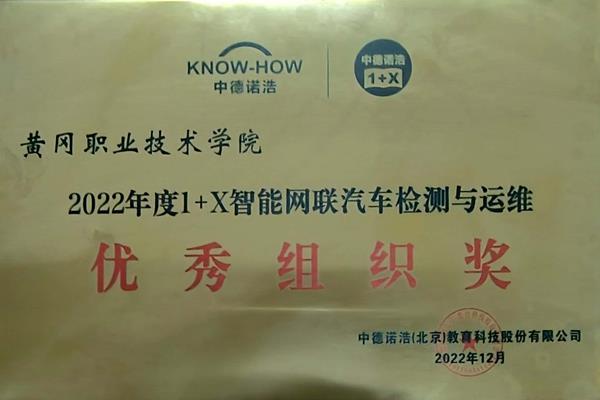 KNOW-HOW
中德诺浩
中德诺浩
1+X
黄冈职业技术学院
2022年度1+X智能网联汽车检测与运维
优秀组织奖
中德诺浩(北京)教育科技股份有限公司
2022年12月